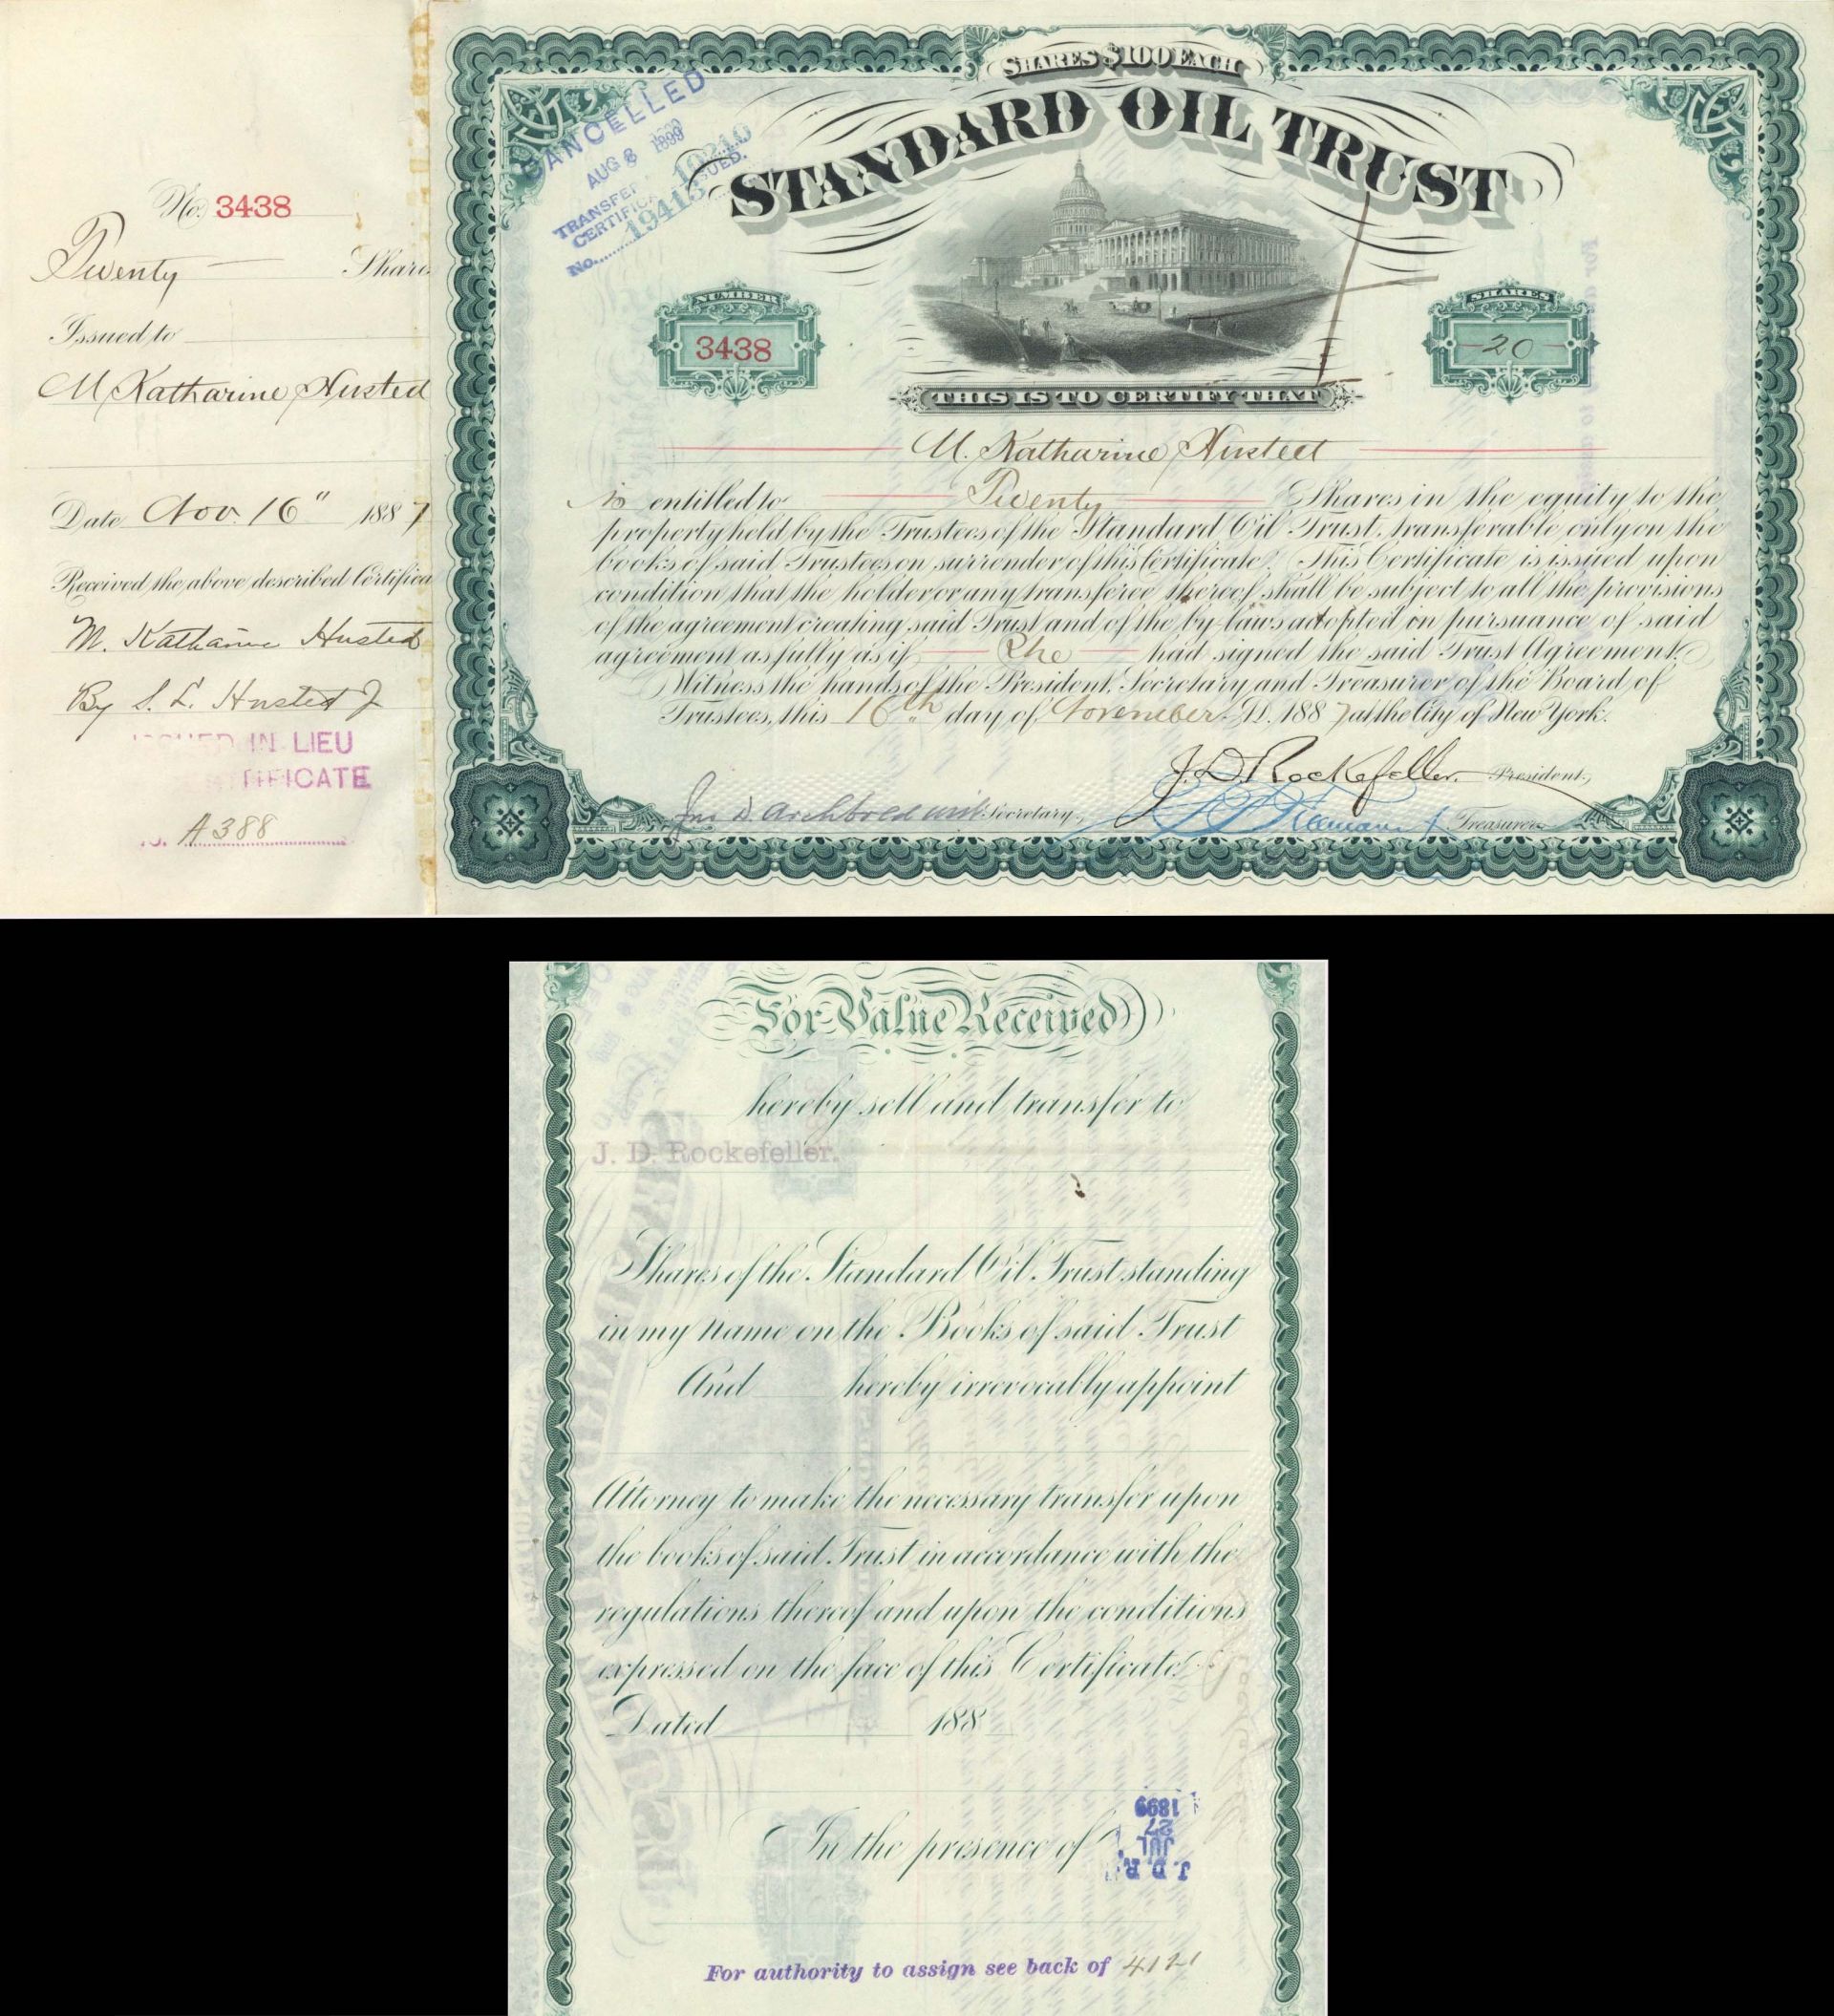 No. 3438
Twenty — Share
Issued to
M Katharine Husted
Date Nov. 16" 1887
Received the above described Certifica
M. Katharine Husted
By S. L. Husted Jr
ISSUED IN LIEU
TIFICATE
A388
SHARES $100 EACH
STANDARD OIL TRUST
CANCELLED
AUG 8 1899
TRANSFER
CERTIFIC
No. 19413
ISSUED.
NUMBER
3438
SHARES
20
THIS IS TO CERTIFY THAT
M. Katharine Husted
is entitled to Twenty Shares in the equity to the
property held by the Trustees of the Standard Oil Trust, transferable only on the
books of said Trustees on surrender of this Certificate. This Certificate is issued upon
condition that the holder or any transferee thereof shall be subject to all the provisions
of the agreement creating said Trust and of the by-laws adopted in pursuance of said
agreement as fully as if She had signed the said Trust Agreement.
Witness the hands of the President, Secretary and Treasurer of the Board of
Trustees, this 16th day of November A.D. 1887 at the City of New York.
J. D. Rockefeller President,
Jno D. Archbold Secretary, Treasurer
For Value Received
hereby sell and transfer to
J. D. Rockefeller.
Shares of the Standard Oil Trust standing
in my name on the Books of said Trust
And hereby irrevocably appoint
Attorney to make the necessary transfer upon
the books of said Trust in accordance with the
regulations thereof and upon the conditions
expressed on the face of this Certificate.
Dated 188
In the presence of
J. D. R.
JUL
27
1899
For authority to assign see back of 4121